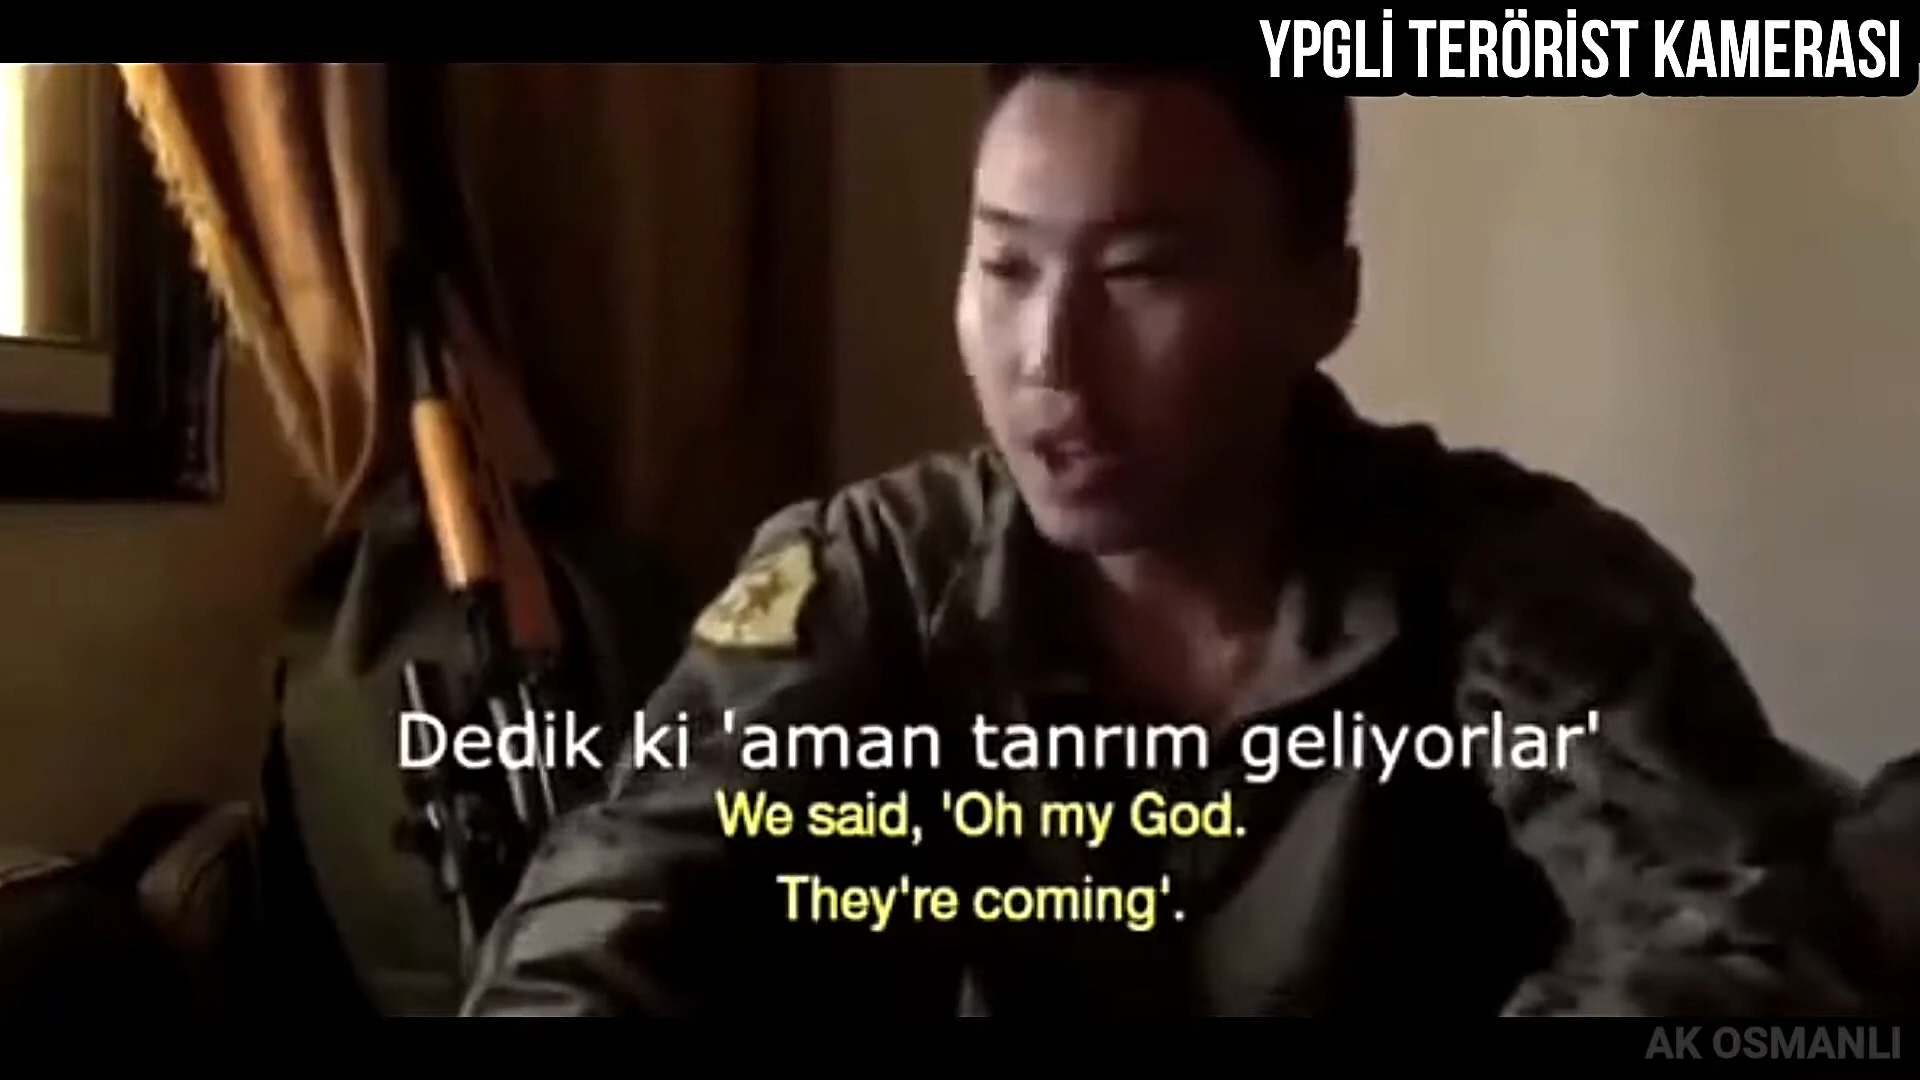 YPGLİ TERÖRİST KAMERASI
Dedik ki 'aman tanrım geliyorlar'
We said, 'Oh my God.
They're coming'.
AK OSMANLI